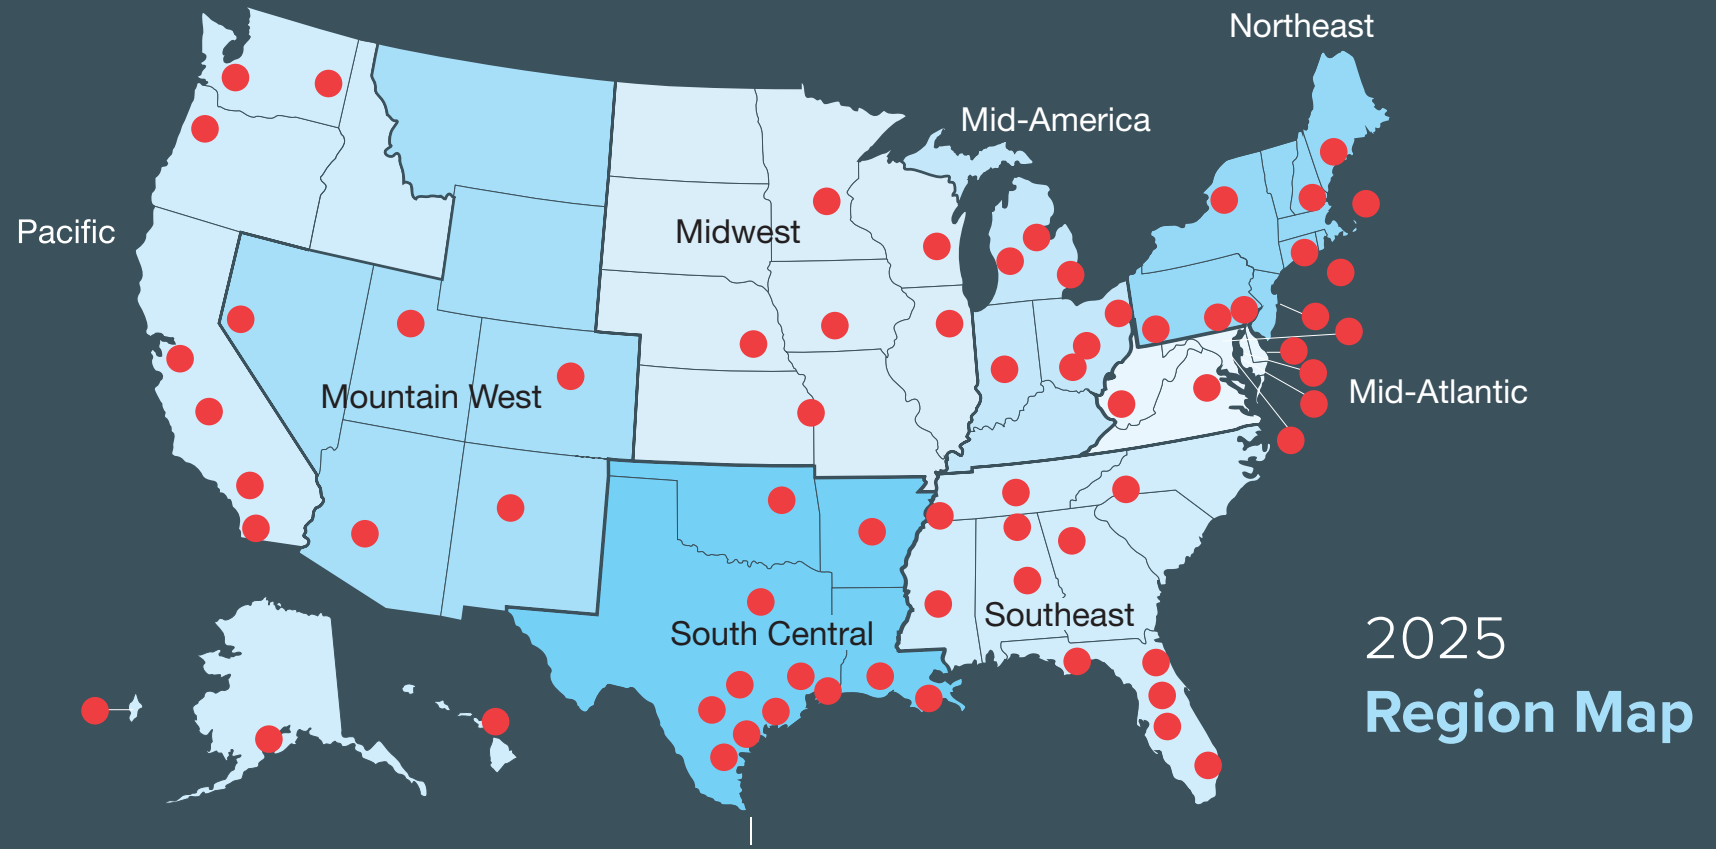 Northeast
Mid-America
Pacific
Midwest
Mountain West
Mid-Atlantic
South Central
Southeast
2025
Region Map